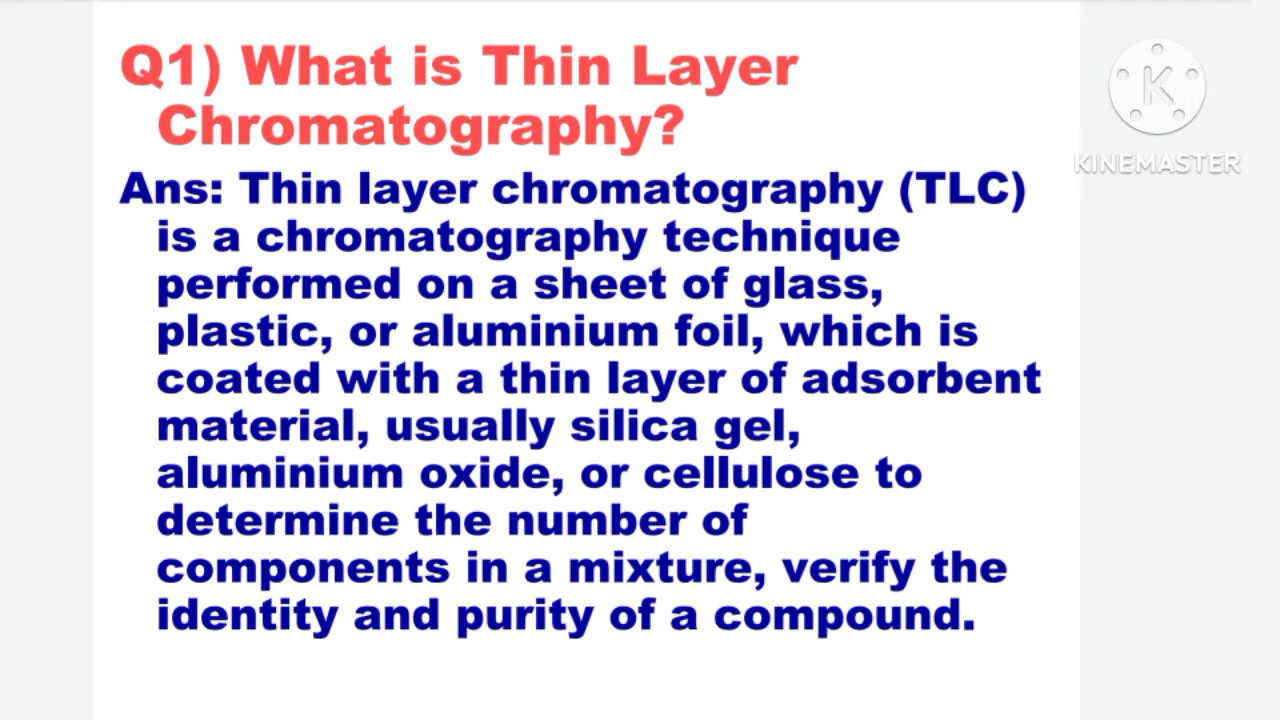 Q1) What is Thin Layer
Chromatography?
Ans: Thin layer chromatography (TLC)
is a chromatography technique
performed on a sheet of glass,
plastic, or aluminium foil, which is
coated with a thin layer of adsorbent
material, usually silica gel,
aluminium oxide, or cellulose to
determine the number of
components in a mixture, verify the
identity and purity of a compound.
K
KINEMASTER